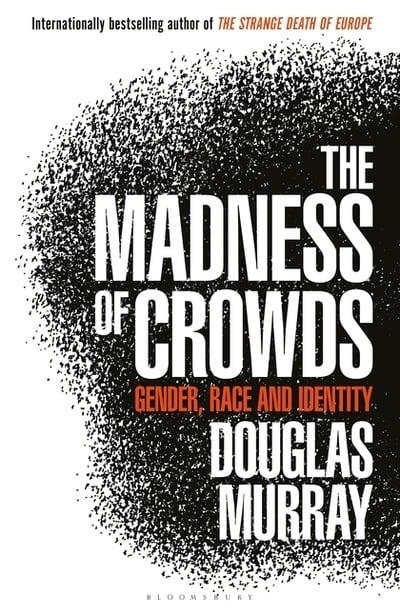 Internationally bestselling author of THE STRANGE DEATH OF EUROPE
THE
MADNESS
OF CROWDS
GENDER, RACE AND IDENTITY
DOUGLAS
MURRAY
BLOOMSBURY